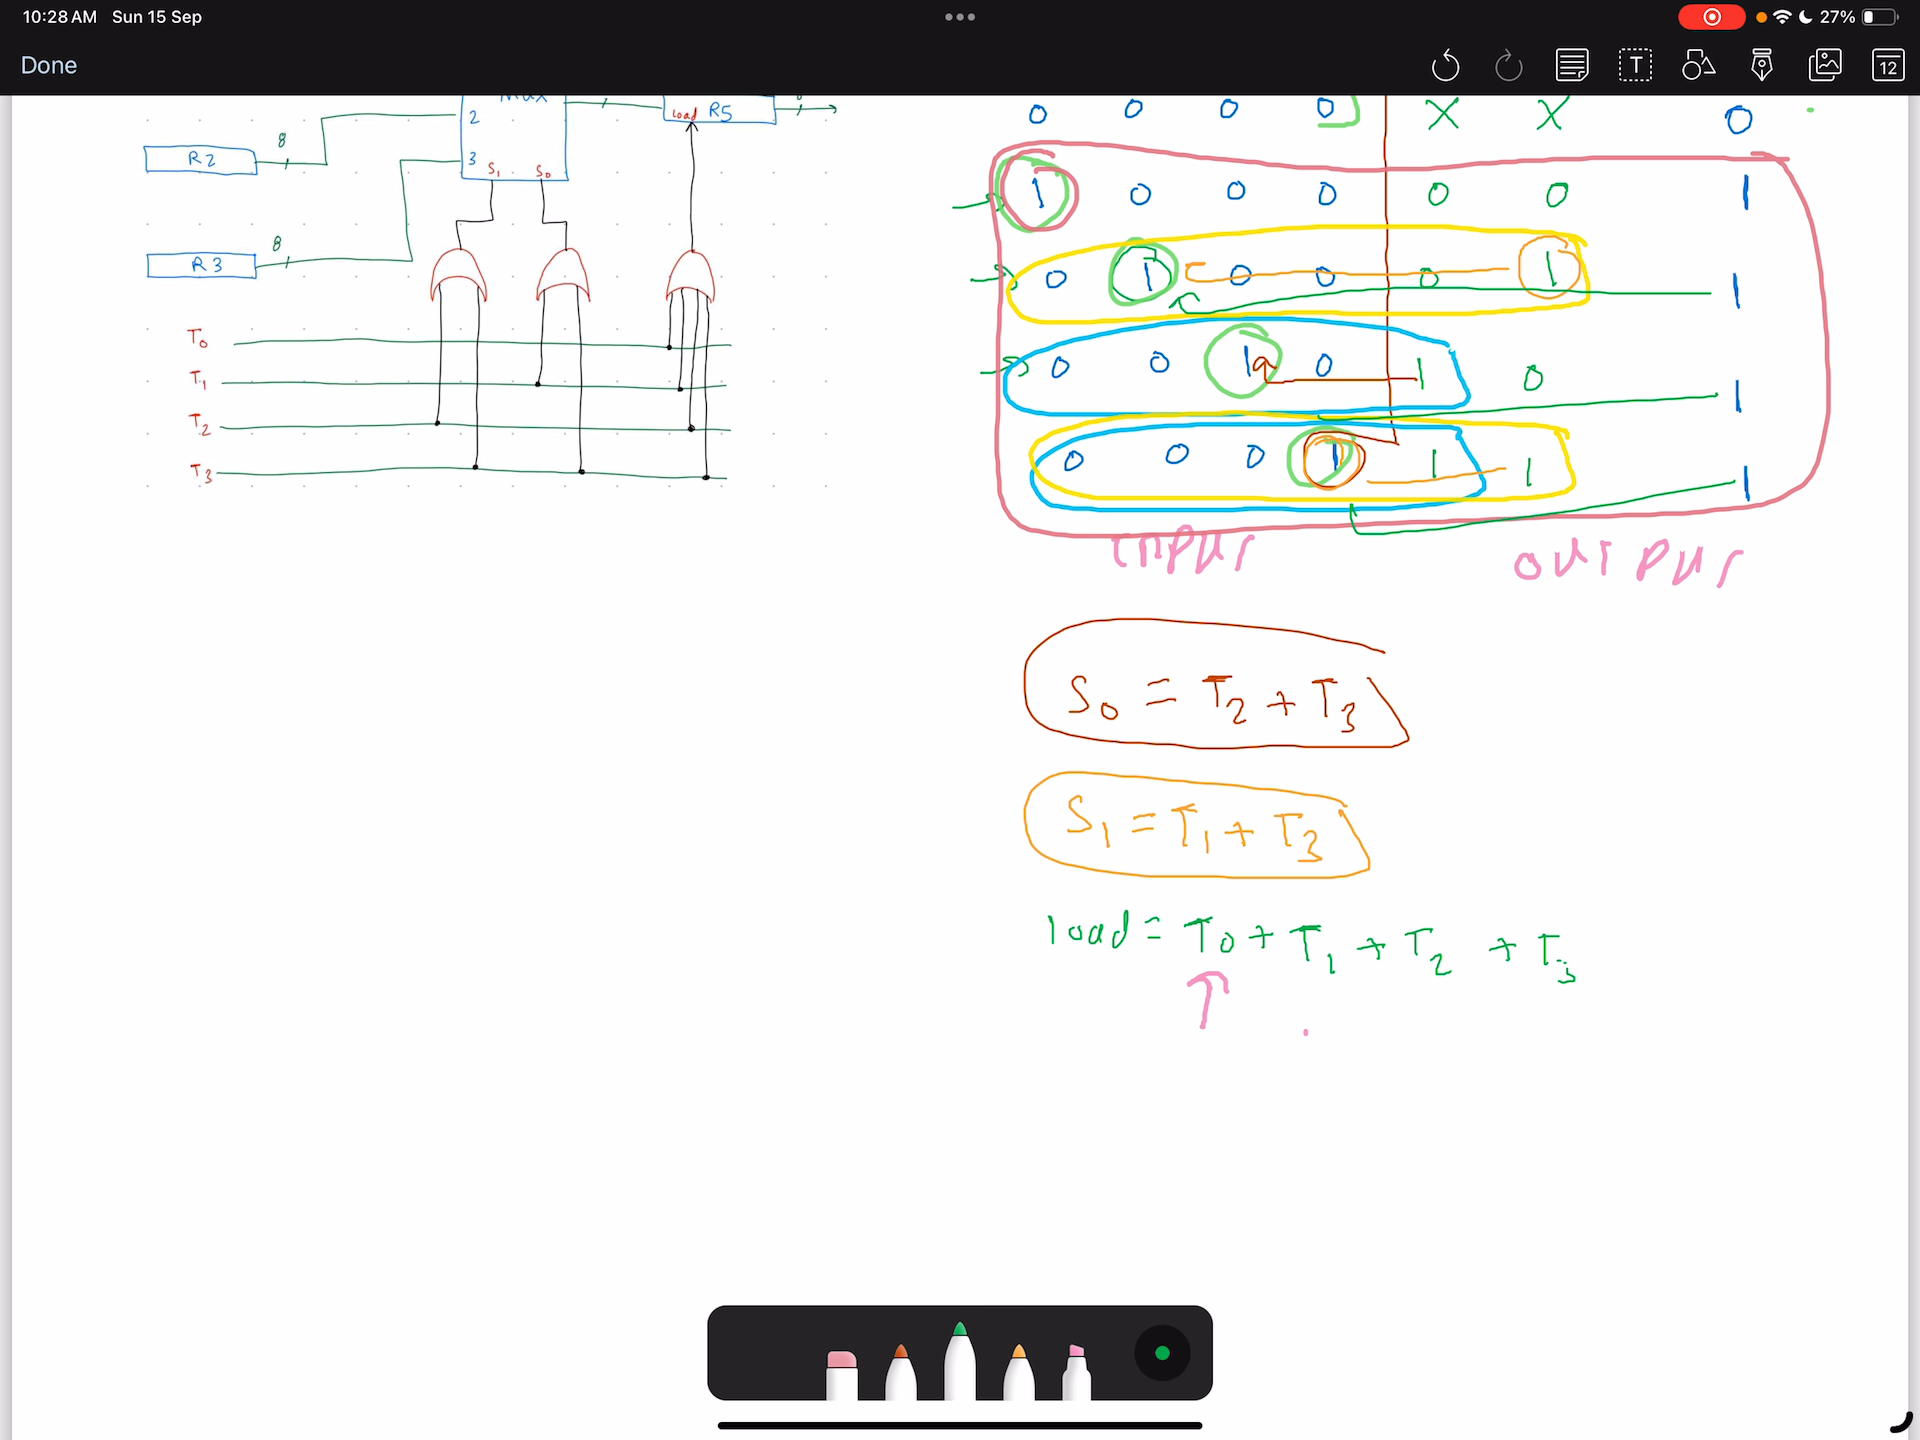 10:28 AM Sun 15 Sep
27%
Done
T
12
Mux
2
load R5
R2
8
3
S1 S0
R3
8
T0
T1
T2
T3
0 0 0 0 X X 0
1 0 0 0 0 0 1
0 1 0 0 0 1 1
0 0 1 0 1 0 1
0 0 0 1 1 1 1
INPUT OUTPUT
S0 = T2 + T3
S1 = T1 + T3
load = T0 + T1 + T2 + T3